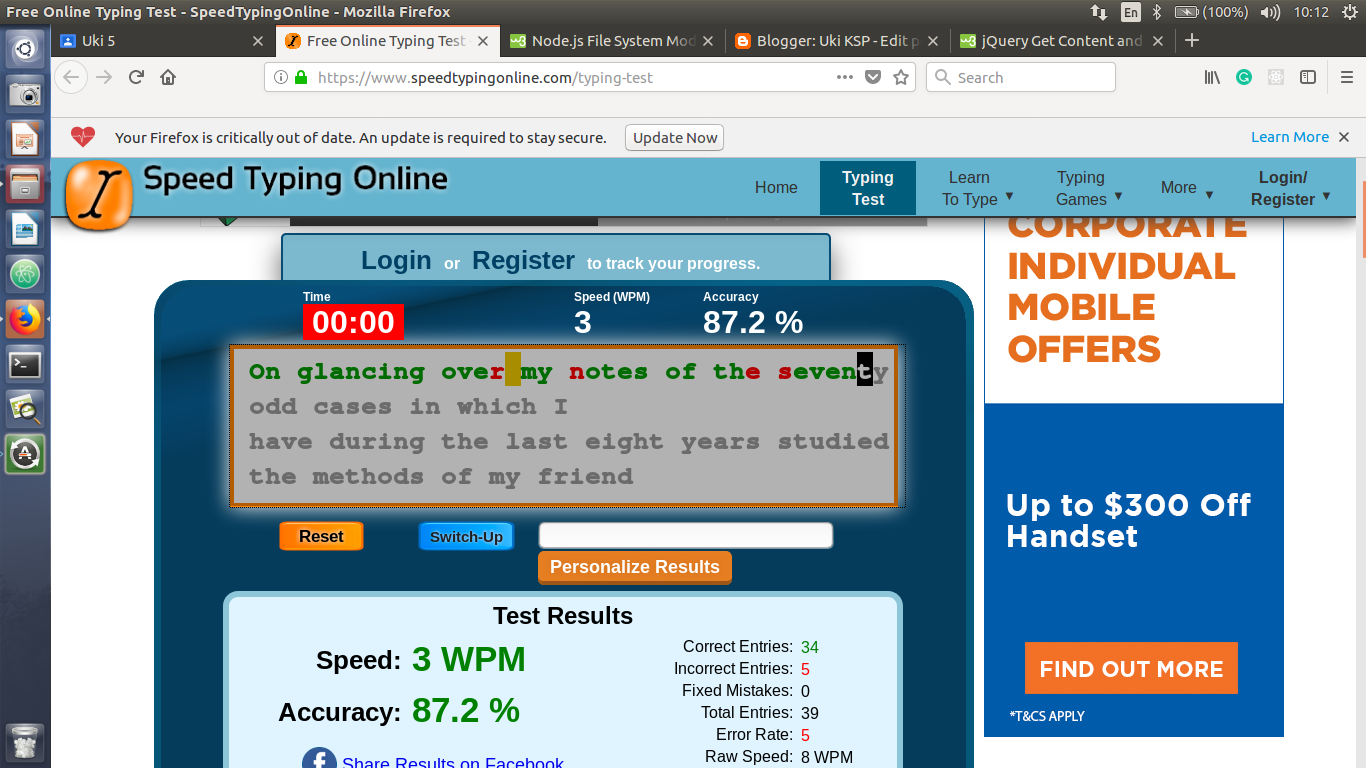 Free Online Typing Test - SpeedTypingOnline - Mozilla Firefox
En
(100%)
10:12
Uki 5
Free Online Typing Test
Node.js File System Mod
Blogger: Uki KSP - Edit p
jQuery Get Content and
https://www.speedtypingonline.com/typing-test
Search
Your Firefox is critically out of date. An update is required to stay secure.
Update Now
Learn More
Speed Typing Online
Home
Typing Test
Learn To Type
Typing Games
More
Login/ Register
Login or Register to track your progress.
Time
Speed (WPM)
Accuracy
00:00
3
87.2 %
On glancing over my notes of the seventy
odd cases in which I
have during the last eight years studied
the methods of my friend
Reset
Switch-Up
Personalize Results
Test Results
Speed: 3 WPM
Accuracy: 87.2 %
Share Results on Facebook
Correct Entries: 34
Incorrect Entries: 5
Fixed Mistakes: 0
Total Entries: 39
Error Rate: 5
Raw Speed: 8 WPM
CORPORATE
INDIVIDUAL
MOBILE
OFFERS
Up to $300 Off
Handset
FIND OUT MORE
*T&CS APPLY